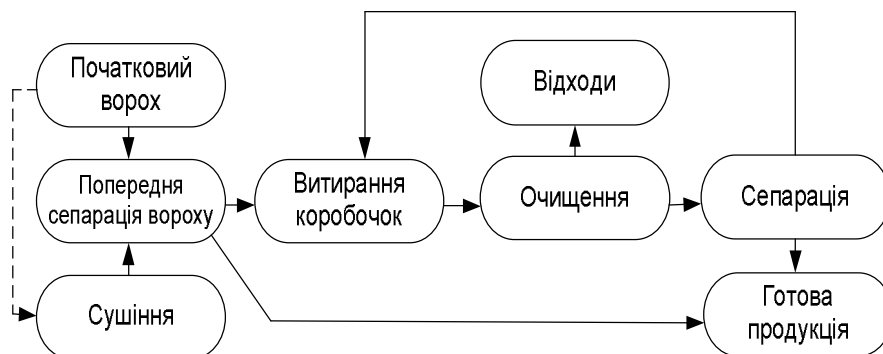 Початковий
ворох
Відходи
Попередня
сепарація вороху
Витирання
коробочок
Очищення
Сепарація
Сушіння
Готова
продукція